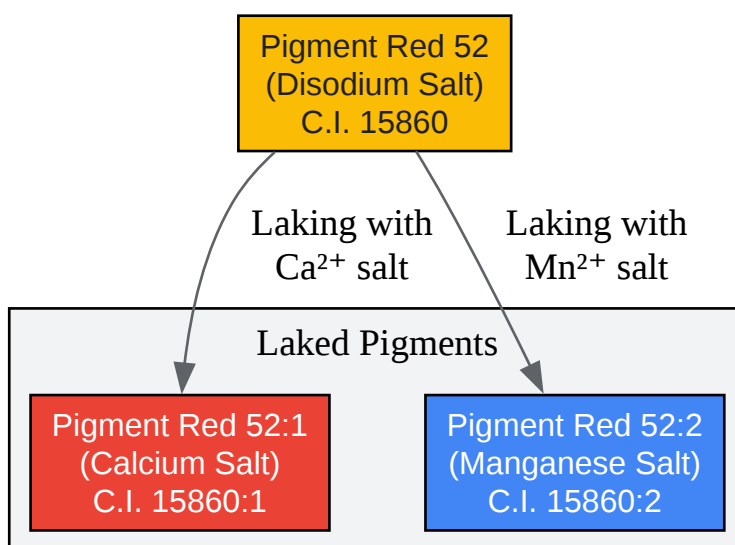 Pigment Red 52
(Disodium Salt)
C.I. 15860
Laking with
Ca²⁺ salt
Laking with
Mn²⁺ salt
Laked Pigments
Pigment Red 52:1
(Calcium Salt)
C.I. 15860:1
Pigment Red 52:2
(Manganese Salt)
C.I. 15860:2